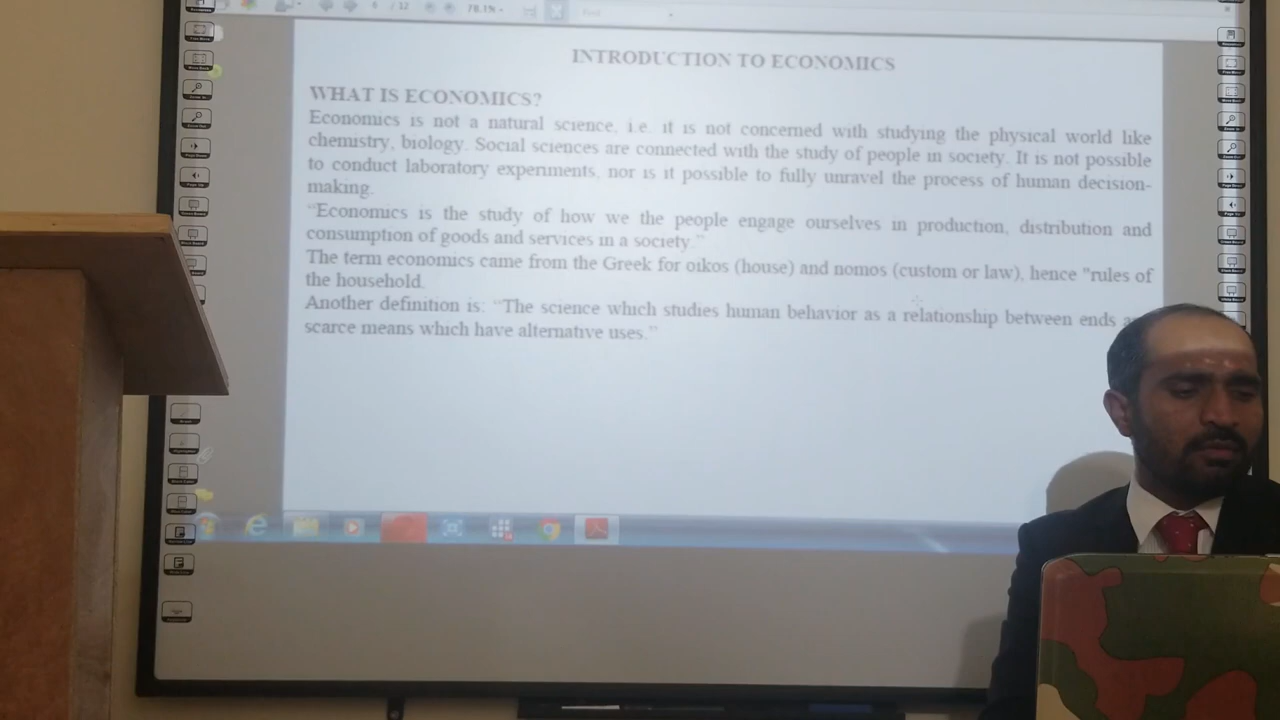 6 / 12 78.1%
INTRODUCTION TO ECONOMICS
WHAT IS ECONOMICS?
Economics is not a natural science, i.e. it is not concerned with studying the physical world like
chemistry, biology. Social sciences are connected with the study of people in society. It is not possible
to conduct laboratory experiments, nor is it possible to fully unravel the process of human decision-
making.
“Economics is the study of how we the people engage ourselves in production, distribution and
consumption of goods and services in a society.”
The term economics came from the Greek for oikos (house) and nomos (custom or law), hence "rules of
the household.
Another definition is: “The science which studies human behavior as a relationship between ends
scarce means which have alternative uses.”